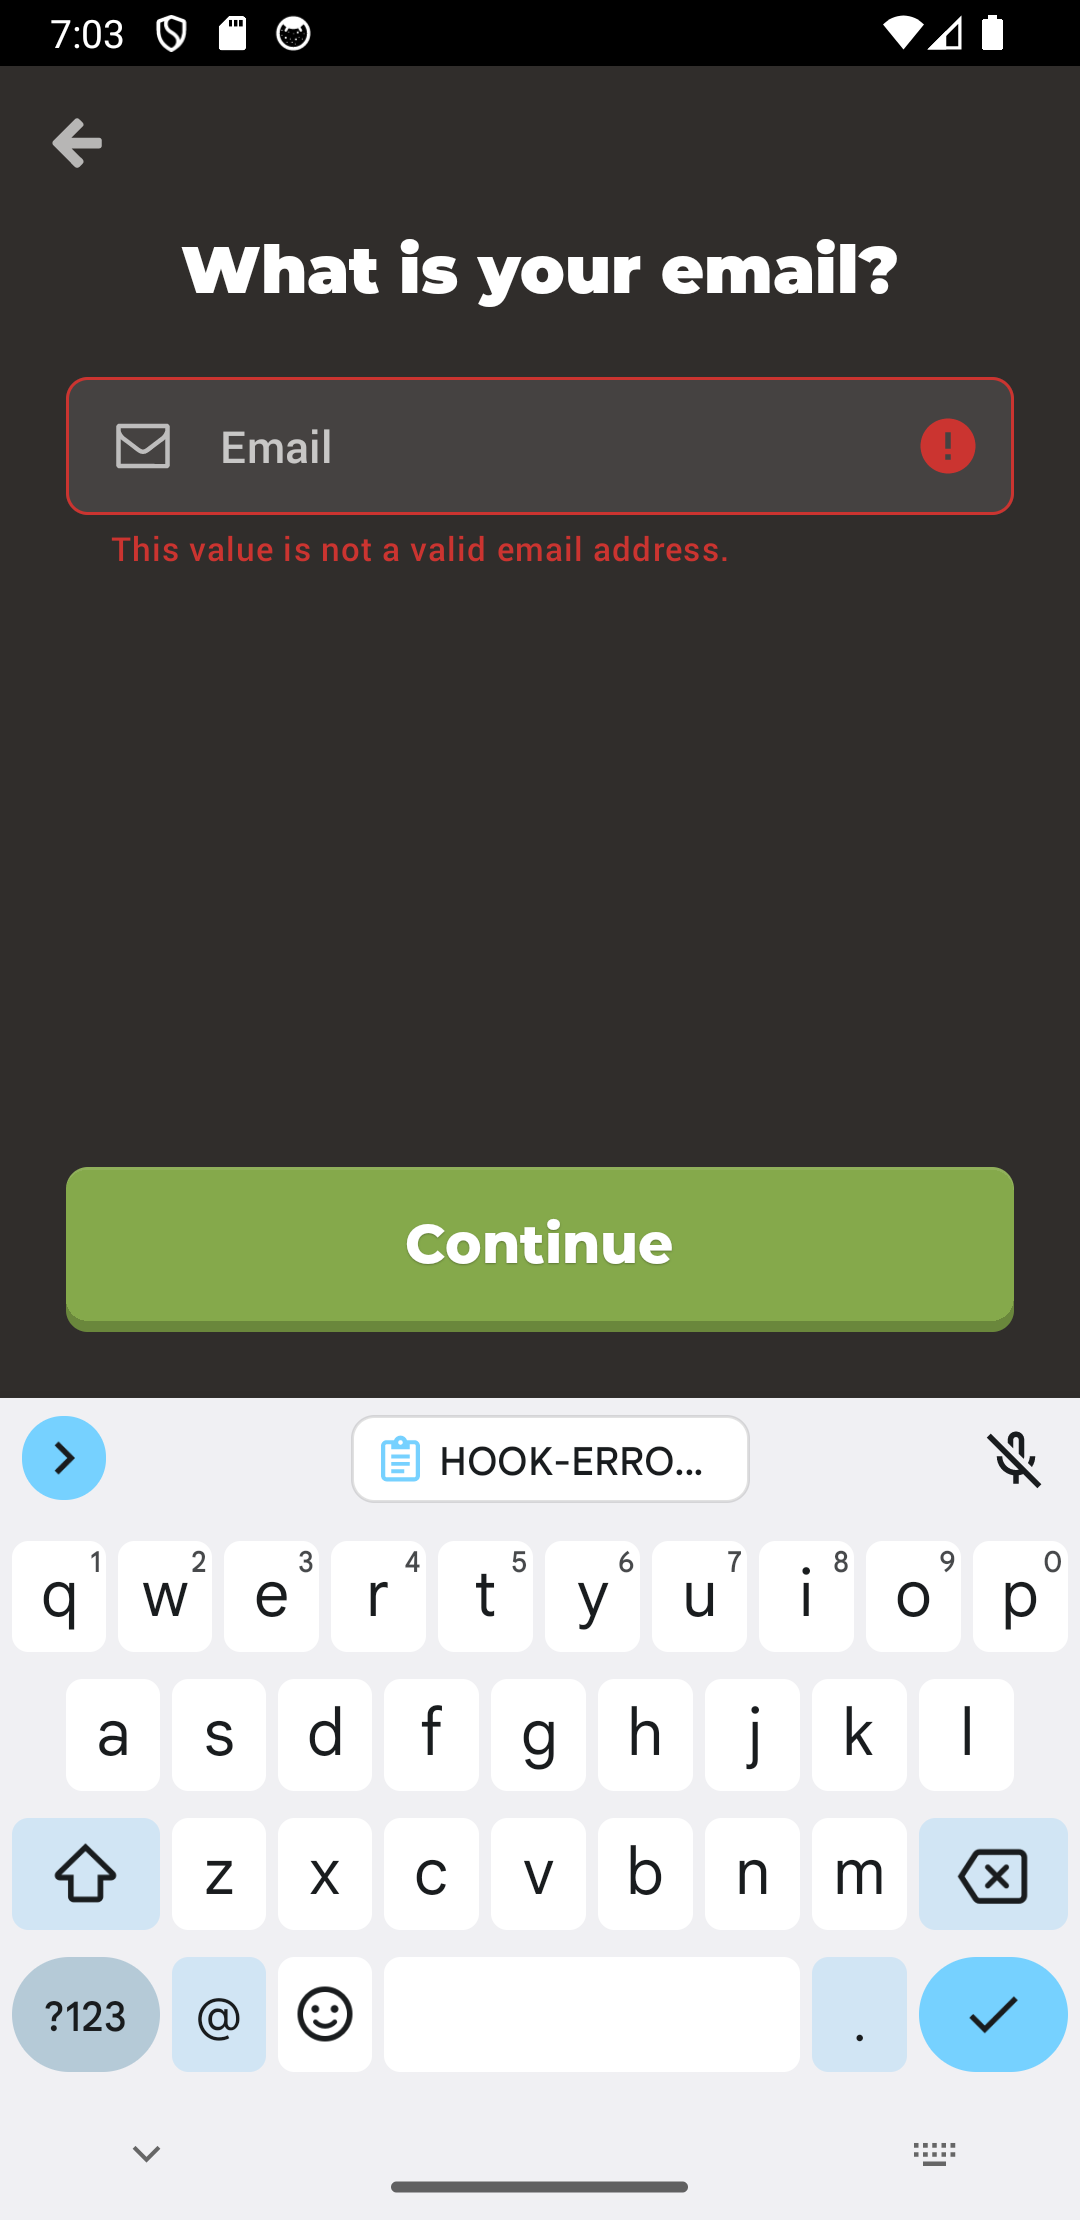 7:03
What is your email?
Email
This value is not a valid email address.
Continue
HOOK-ERRO...
q 1 w 2 e 3 r 4 t 5 y 6 u 7 i 8 o 9 p 0
a s d f g h j k l
z x c v b n m
?123 @ .